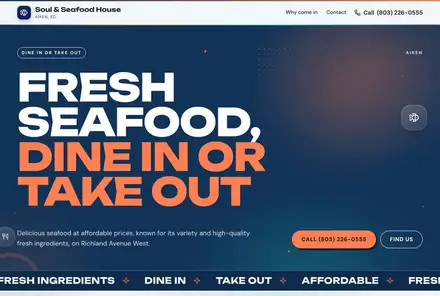 Soul & Seafood House
AIKEN, SC
Why come in
Contact
Call (803) 226-0555
DINE IN OR TAKE OUT
AIKEN
FRESH
SEAFOOD,
DINE IN OR
TAKE OUT
Delicious seafood at affordable prices, known for its variety and high-quality
fresh ingredients, on Richland Avenue West.
CALL (803) 226-0555
FIND US
FRESH INGREDIENTS
DINE IN
TAKE OUT
AFFORDABLE
FRES